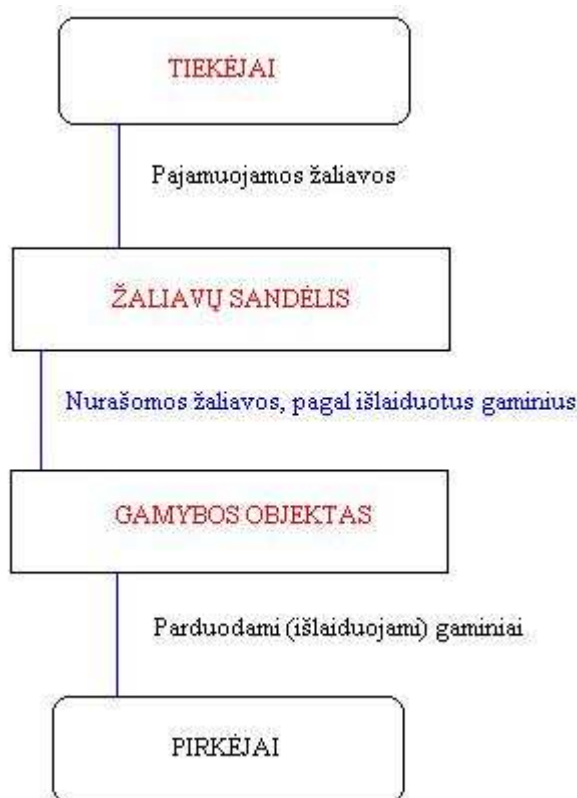 TIEKĖJAI
Pajamuojamos žaliavos
ŽALIAVŲ SANDĖLIS
Nurašomos žaliavos, pagal išlaiduotus gaminius
GAMYBOS OBJEKTAS
Parduodami (išlaiduojami) gaminiai
PIRKĖJAI